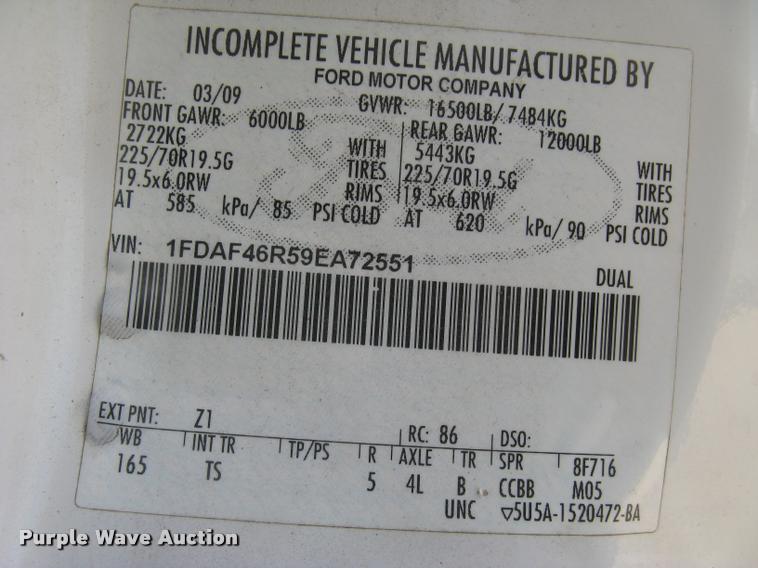 INCOMPLETE VEHICLE MANUFACTURED BY
FORD MOTOR COMPANY
DATE: 03/09 GVWR: 16500LB/ 7484KG
FRONT GAWR: 6000LB REAR GAWR: 12000LB
2722KG WITH 5443KG WITH
225/70R19.5G TIRES 225/70R19.5G TIRES
19.5x6.0RW RIMS 19.5x6.0RW RIMS
AT 585 kPa/ 85 PSI COLD AT 620 kPa/ 90 PSI COLD
VIN: 1FDAF46R59EA72551 DUAL
EXT PNT: Z1 RC: 86 DSO:
WB INT TR TP/PS R AXLE TR SPR 8F716
165 TS 5 4L B CCBB M05
UNC ▽5U5A-1520472-BA
Purple Wave Auction